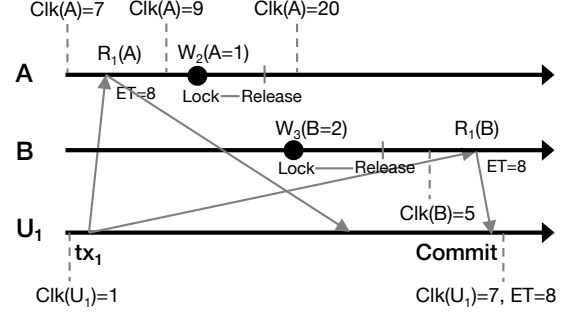 Clk(A)=7 Clk(A)=9 Clk(A)=20
R1(A) W2(A=1)
A
ET=8 Lock Release
W3(B=2) R1(B)
B
Lock Release ET=8
Clk(B)=5
U1
tx1 Commit
Clk(U1)=1 Clk(U1)=7, ET=8